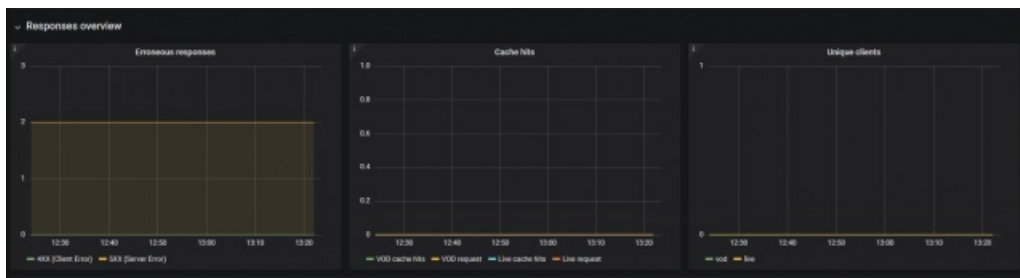 Responses overview
Erroneous responses
3
2
1
0
12:30 12:40 12:50 13:00 13:10 13:20
4XX (Client Error) 5XX (Server Error)
Cache hits
1.0
0.8
0.6
0.4
0.2
0
12:30 12:40 12:50 13:00 13:10 13:20
VOD cache hits VOD request Live cache hits Live request
Unique clients
1
0
12:30 12:40 12:50 13:00 13:10 13:20
vod live